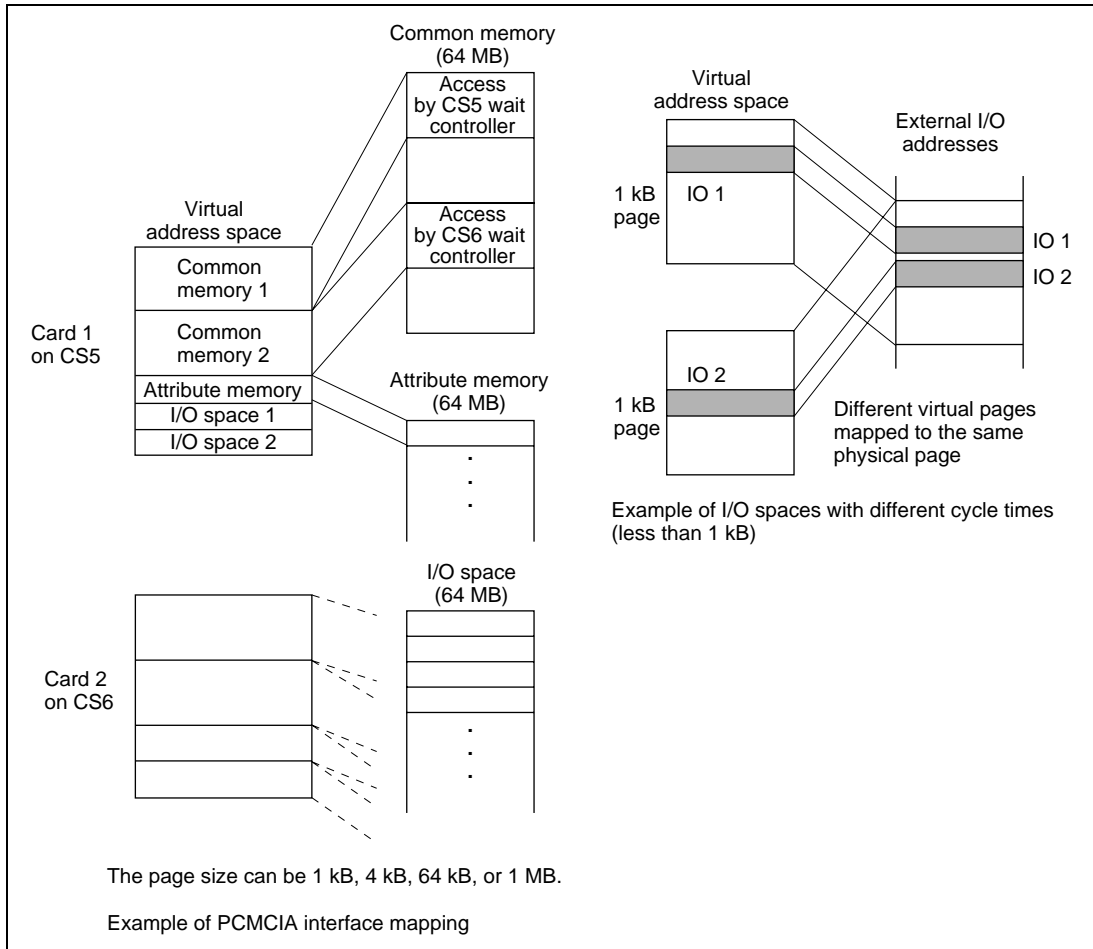 Common memory
(64 MB)
Access
by CS5 wait
controller
Access
by CS6 wait
controller
Virtual
address space
Common
memory 1
Common
memory 2
Attribute memory
I/O space 1
I/O space 2
Card 1
on CS5
Attribute memory
(64 MB)
I/O space
(64 MB)
Card 2
on CS6
Virtual
address space
External I/O
addresses
1 kB
page
IO 1
IO 1
IO 2
IO 2
1 kB
page
Different virtual pages
mapped to the same
physical page
Example of I/O spaces with different cycle times
(less than 1 kB)
The page size can be 1 kB, 4 kB, 64 kB, or 1 MB.
Example of PCMCIA interface mapping